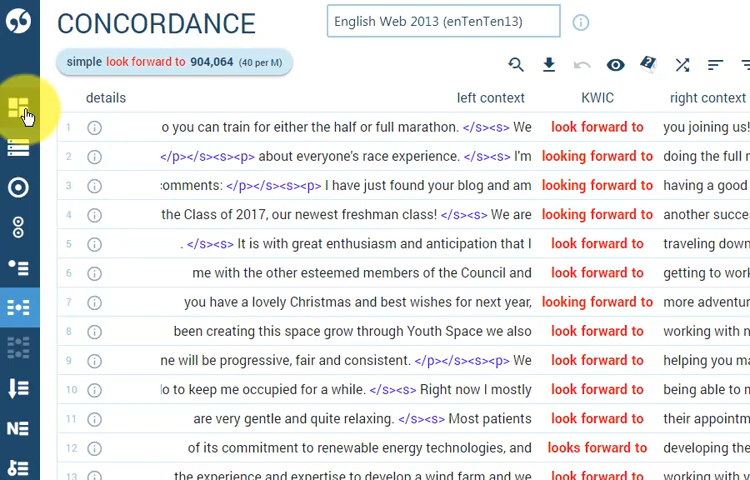 CONCORDANCE
English Web 2013 (enTenTen13)
simple look forward to 904,064 (40 per M)
details left context KWIC right context
1 o you can train for either the half or full marathon. </s><s> We look forward to you joining us!
2 </p></s><s><p> about everyone's race experience. </s><s> I'm looking forward to doing the full m
3 comments: </p></s><s><p> I have just found your blog and am looking forward to having a good
4 the Class of 2017, our newest freshman class! </s><s> We are looking forward to another succe
5 . </s><s> It is with great enthusiasm and anticipation that I look forward to traveling down
6 me with the other esteemed members of the Council and look forward to getting to work
7 you have a lovely Christmas and best wishes for next year, looking forward to more adventur
8 been creating this space grow through Youth Space we also look forward to working with n
9 ne will be progressive, fair and consistent. </p></s><s><p> We look forward to helping you ma
10 lo to keep me occupied for a while. </s><s> Right now I mostly look forward to being able to
11 are very gentle and quite relaxing. </s><s> Most patients look forward to their appointm
12 of its commitment to renewable energy technologies, and looks forward to developing the
13 the experience and expertise to develop a wind farm and we look forward to working with